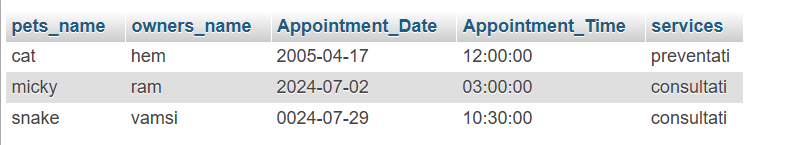 pets_name owners_name Appointment_Date Appointment_Time services
cat hem 2005-04-17 12:00:00 preventati
micky ram 2024-07-02 03:00:00 consultati
snake vamsi 0024-07-29 10:30:00 consultati